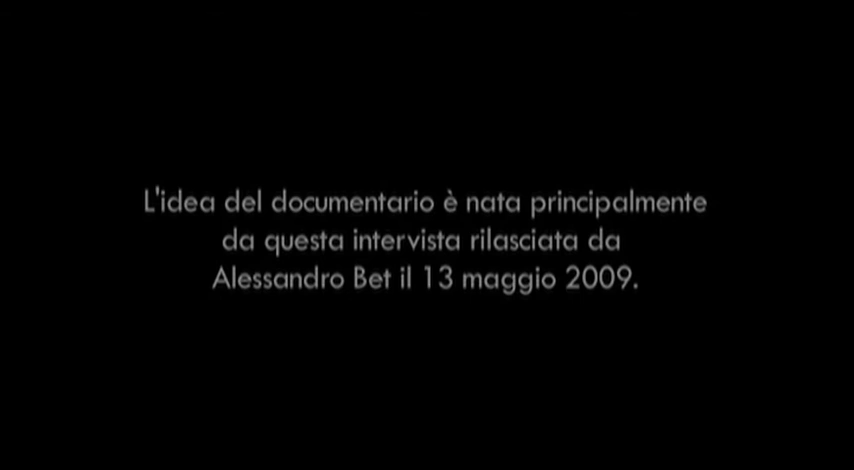 L'idea del documentario è nata principalmente
da questa intervista rilasciata da
Alessandro Bet il 13 maggio 2009.